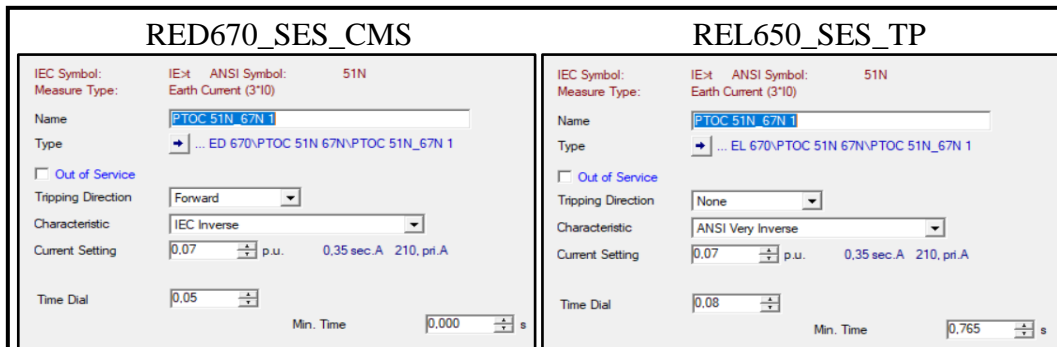 RED670_SES_CMS
IEC Symbol: IE>t ANSI Symbol: 51N
Measure Type: Earth Current (3*I0)
Name PTOC 51N_67N 1
Type ... ED 670\PTOC 51N 67N\PTOC 51N_67N 1
Out of Service
Tripping Direction Forward
Characteristic IEC Inverse
Current Setting 0,07 p.u. 0,35 sec.A 210, pri.A
Time Dial 0,05
Min. Time 0,000 s
REL650_SES_TP
IEC Symbol: IE>t ANSI Symbol: 51N
Measure Type: Earth Current (3*I0)
Name PTOC 51N_67N 1
Type ... EL 670\PTOC 51N 67N\PTOC 51N_67N 1
Out of Service
Tripping Direction None
Characteristic ANSI Very Inverse
Current Setting 0,07 p.u. 0,35 sec.A 210, pri.A
Time Dial 0,08
Min. Time 0,765 s